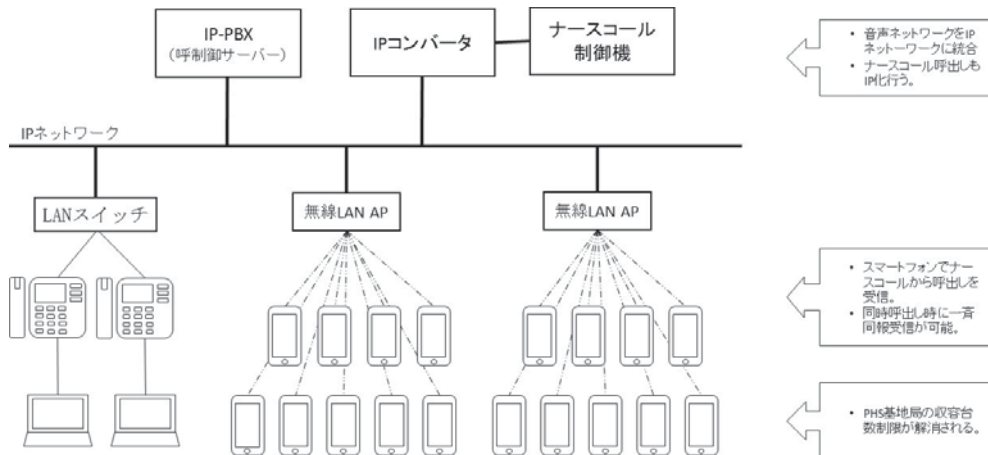 IP-PBX
(呼制御サーバー)
IPコンバータ
ナースコール
制御機
IPネットワーク
LANスイッチ
無線LAN AP
無線LAN AP
• 音声ネットワークをIP
ネットーワークに統合
• ナースコール呼出しも
IP化行う。
• スマートフォンでナー
スコールから呼出しを
受信。
• 同時呼出し時に一斉
同報受信が可能。
• PHS基地局の収容台
数制限が解消される。